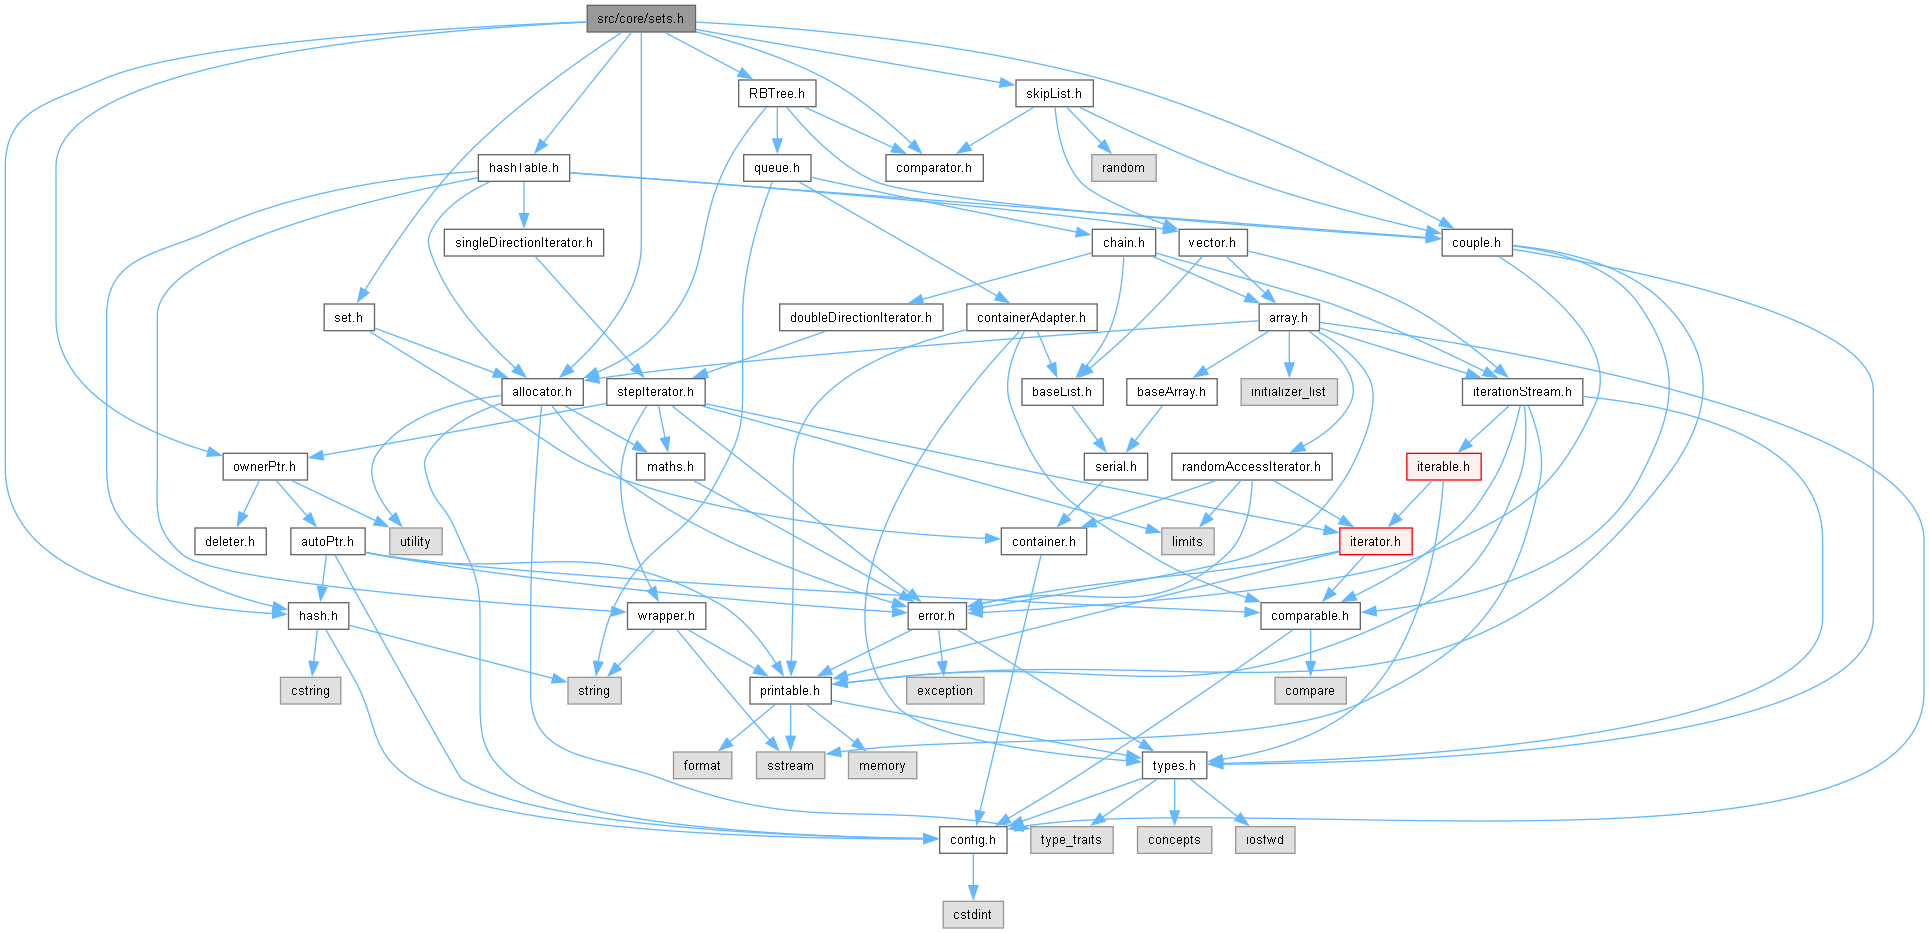 src/core/sets.h
RBTree.h
skipList.h
hashTable.h
queue.h
comparator.h
random
singleDirectionIterator.h
chain.h
vector.h
couple.h
set.h
doubleDirectionIterator.h
containerAdapter.h
array.h
allocator.h
stepIterator.h
baseList.h
baseArray.h
initializer_list
iterationStream.h
ownerPtr.h
maths.h
serial.h
randomAccessIterator.h
iterable.h
deleter.h
autoPtr.h
utility
container.h
limits
iterator.h
hash.h
wrapper.h
error.h
comparable.h
cstring
string
printable.h
exception
compare
format
sstream
memory
types.h
config.h
type_traits
concepts
iosfwd
cstdint